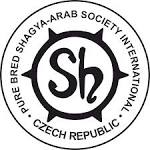 • PURE BRED SHAGYA-ARAB SOCIETY INTERNATIONAL •
CZECH REPUBLIC
Sh